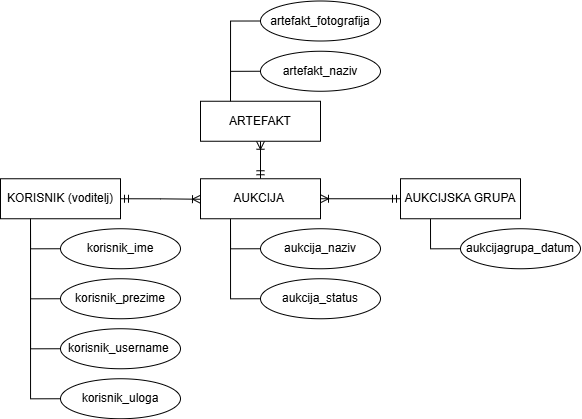 artefakt_fotografija
artefakt_naziv
ARTEFAKT
KORISNIK (voditelj)
AUKCIJA
AUKCIJSKA GRUPA
korisnik_ime
aukcija_naziv
aukcijagrupa_datum
korisnik_prezime
aukcija_status
korisnik_username
korisnik_uloga